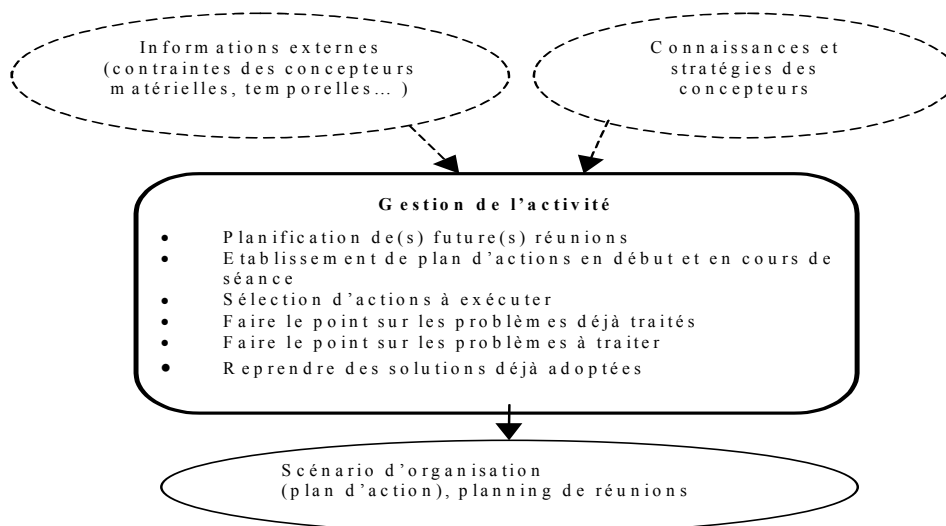 Informations externes
(contraintes des concepteurs
matérielles, temporelles… )
Connaissances et
stratégies des
concepteurs
Gestion de l’activité
• Planification de(s) future(s) réunions
• Etablissement de plan d’actions en début et en cours de
séance
• Sélection d’actions à exécuter
• Faire le point sur les problèmes déjà traités
• Faire le point sur les problèmes à traiter
• Reprendre des solutions déjà adoptées
Scénario d’organisation
(plan d’action), planning de réunions